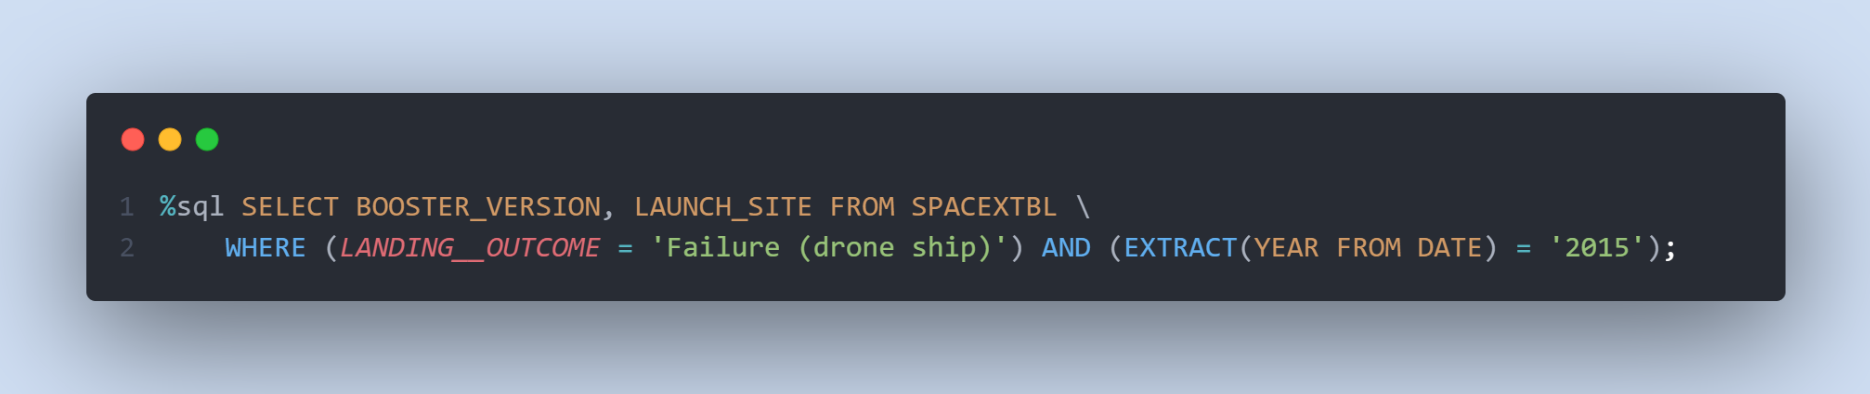 1 %sql SELECT BOOSTER_VERSION, LAUNCH_SITE FROM SPACEXTBL \
2     WHERE (LANDING__OUTCOME = 'Failure (drone ship)') AND (EXTRACT(YEAR FROM DATE) = '2015');